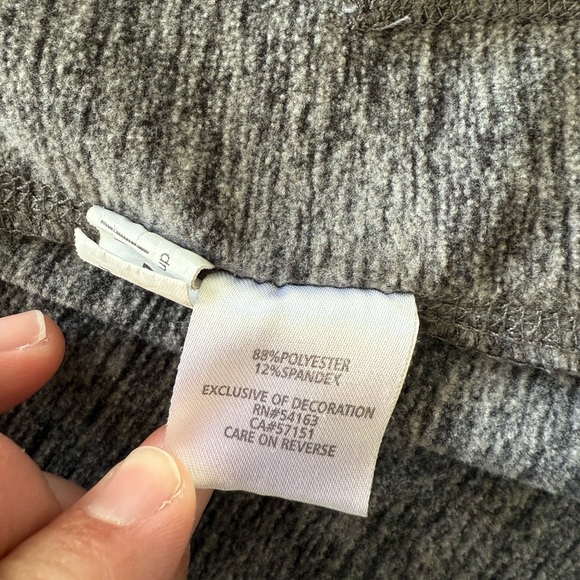 88%POLYESTER
12%SPANDEX
EXCLUSIVE OF DECORATION
RN#54163
CA#57151
CARE ON REVERSE